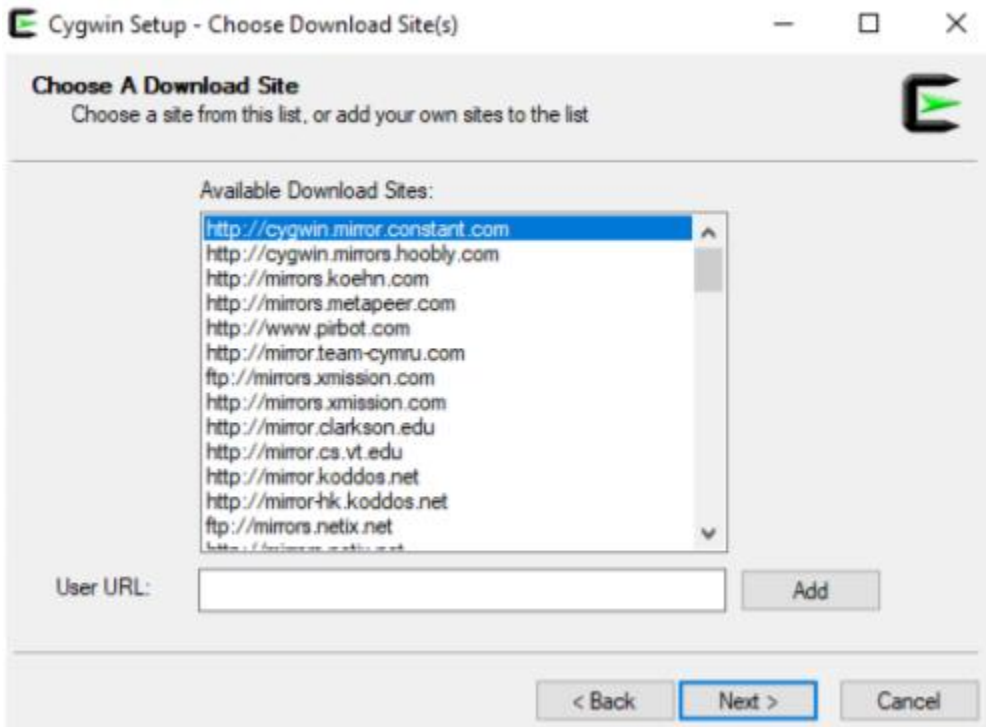 Cygwin Setup - Choose Download Site(s)
Choose A Download Site
Choose a site from this list, or add your own sites to the list
Available Download Sites:
http://cygwin.mirror.constant.com
http://cygwin.mirrors.hoobly.com
http://mirrors.koehn.com
http://mirrors.metapeer.com
http://www.pirbot.com
http://mirror.team-cymru.com
ftp://mirrors.xmission.com
http://mirrors.xmission.com
http://mirror.clarkson.edu
http://mirror.cs.vt.edu
http://mirror.koddos.net
http://mirror-hk.koddos.net
ftp://mirrors.netix.net
User URL:
Add
< Back
Next >
Cancel